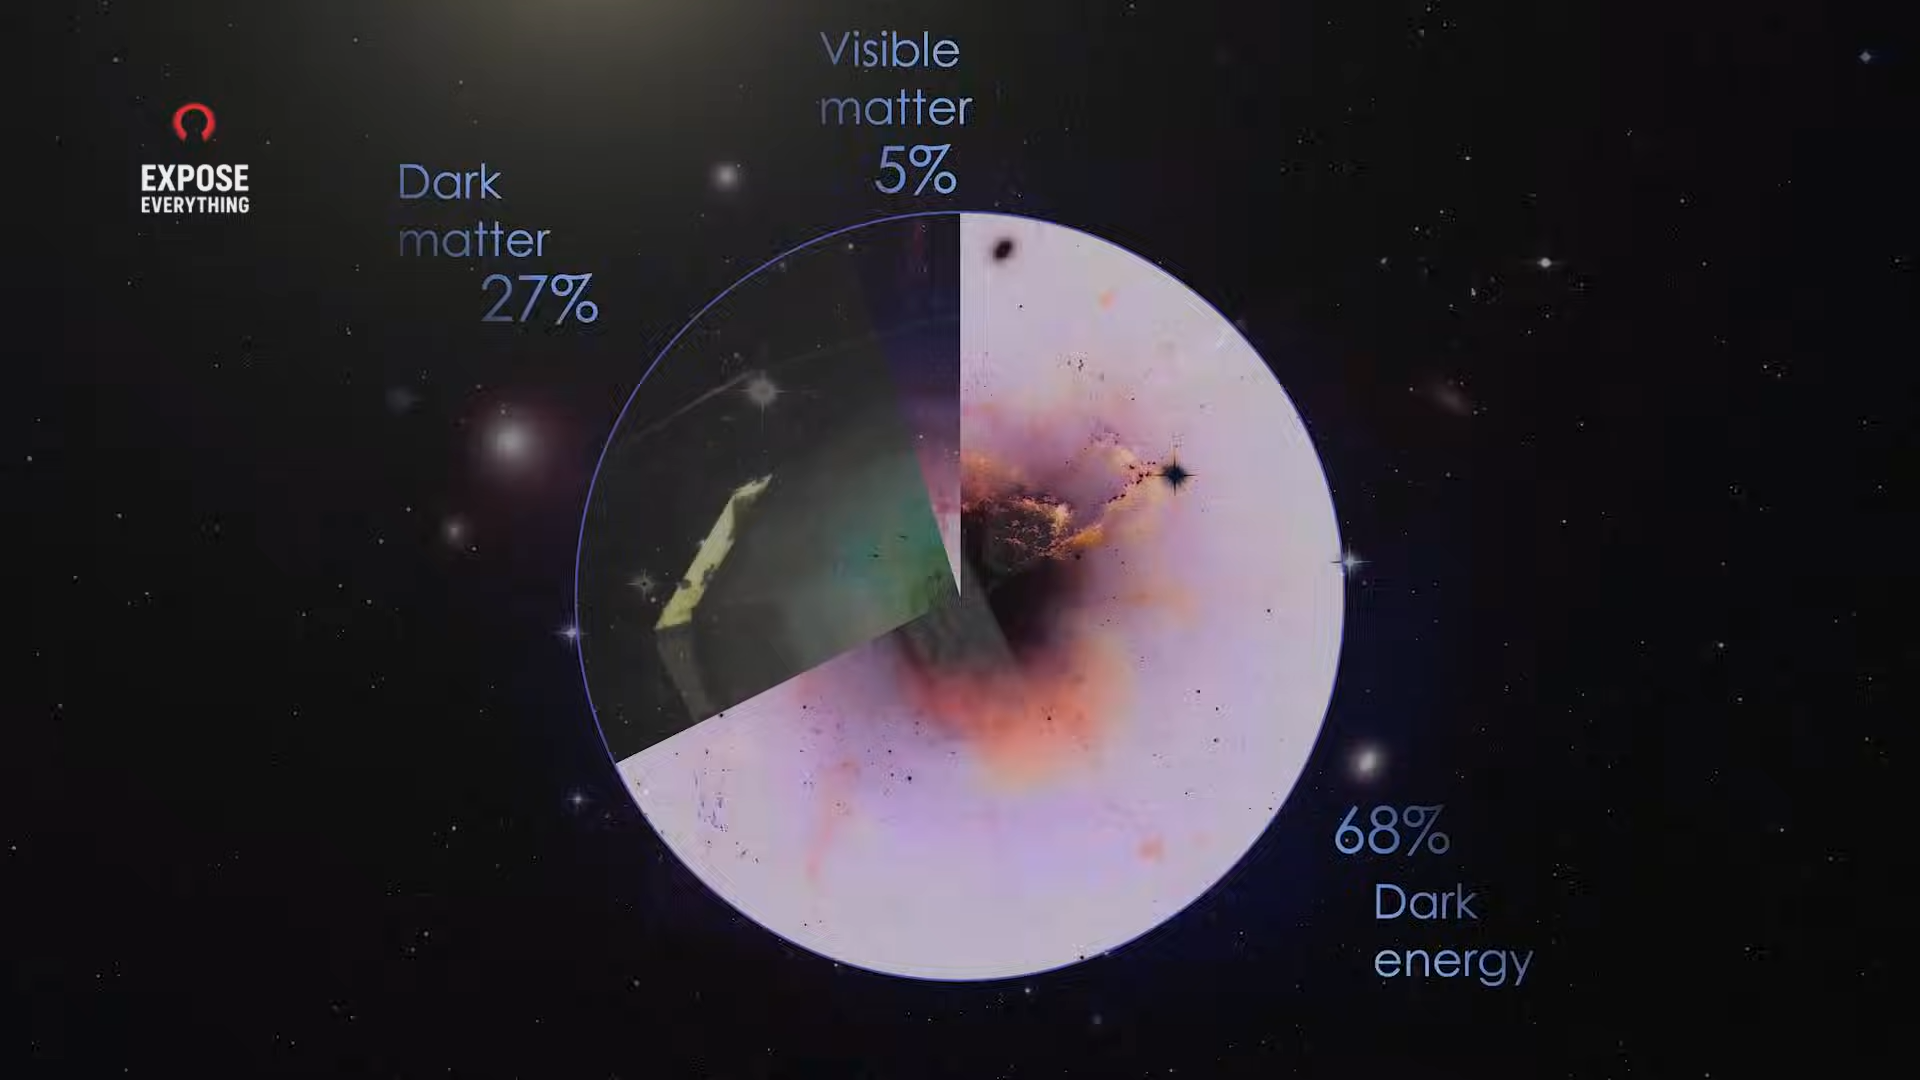 Visible
matter
5%
EXPOSE
EVERYTHING
Dark
matter
27%
68%
Dark
energy